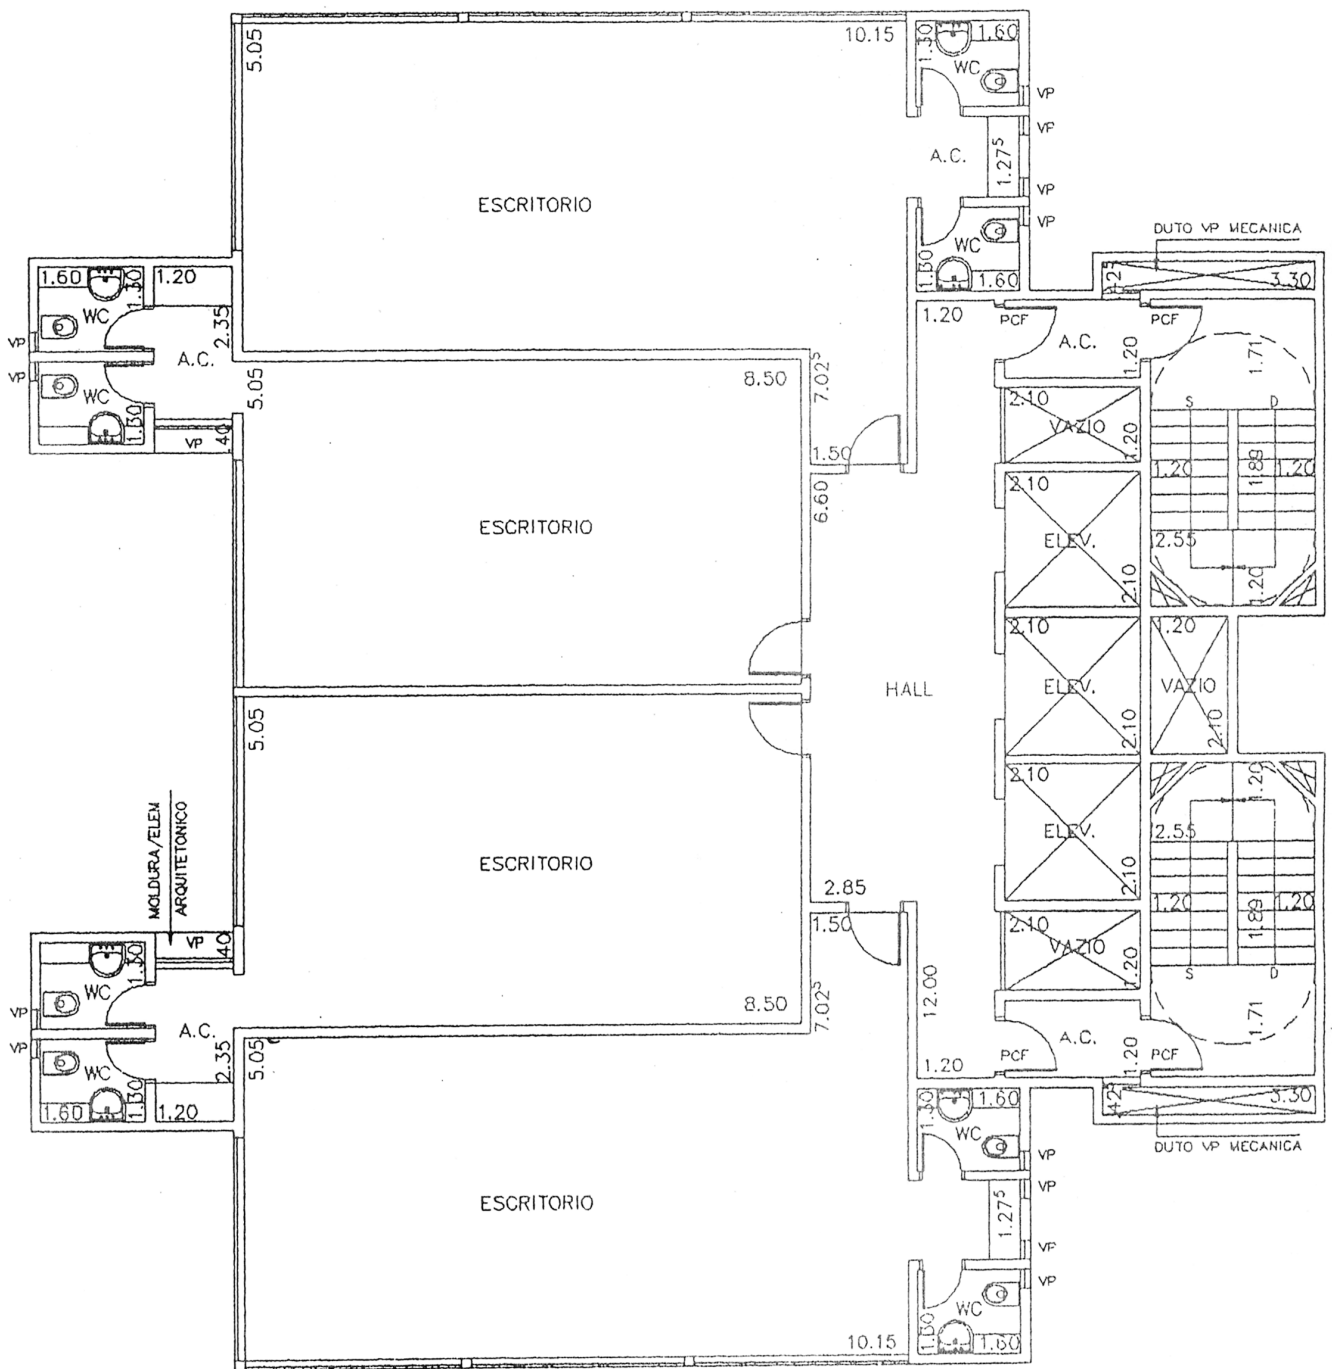 5.05
10.15
1.30
1.60
WC
VP
VP
A.C.
1.27⁵
VP
VP
ESCRITORIO
WC
1.30
1.60
DUTO VP MECANICA
3.30
1.60
1.30
1.20
WC
2.35
VP
A.C.
VP
WC
1.30
VP
40
5.05
8.50
7.02⁵
1.20
PCF
A.C.
1.20
PCF
1.71
2.10
VAZIO
1.20
S
D
1.50
6.60
1.20
1.89
1.20
2.10
ELEV.
2.10
2.55
1.20
ESCRITORIO
2.10
ELEV.
2.10
1.20
VAZIO
2.10
HALL
5.05
2.10
ELEV.
2.10
1.20
2.55
1.20
1.89
1.20
S
D
1.71
MOLDURA/ELEM
ARQUITETONICO
ESCRITORIO
2.85
1.50
2.10
VAZIO
1.20
VP
40
1.30
WC
VP
A.C.
VP
WC
2.35
1.60
1.30
1.20
8.50
7.02⁵
12.00
5.05
1.20
PCF
A.C.
1.20
PCF
.42⁵
3.30
DUTO VP MECANICA
1.30
1.60
WC
VP
VP
1.27⁵
VP
VP
ESCRITORIO
WC
1.30
1.60
10.15